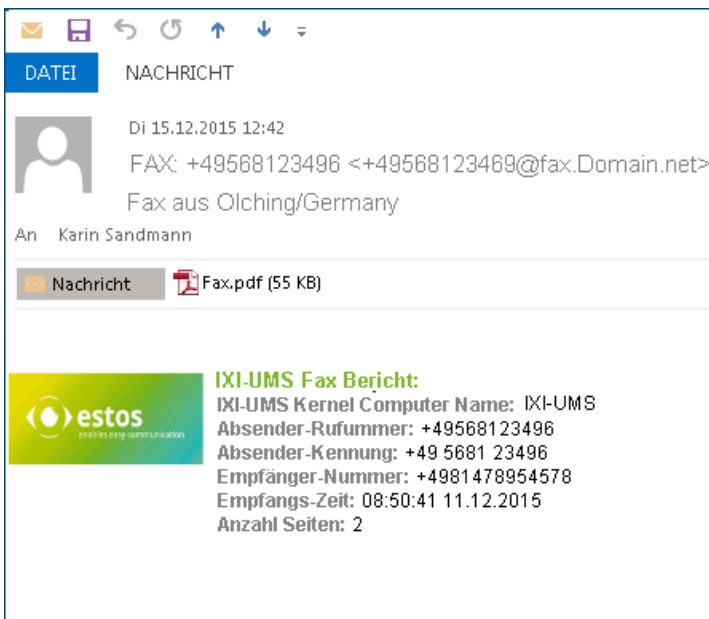 DATEI NACHRICHT
Di 15.12.2015 12:42
FAX: +49568123496 <+49568123469@fax.Domain.net>
Fax aus Olching/Germany
An Karin Sandmann
Nachricht Fax.pdf (55 KB)
estos
enables easy communication
IXI-UMS Fax Bericht:
IXI-UMS Kernel Computer Name: IXI-UMS
Absender-Rufummer: +49568123496
Absender-Kennung: +49 5681 23496
Empfänger-Nummer: +4981478954578
Empfangs-Zeit: 08:50:41 11.12.2015
Anzahl Seiten: 2